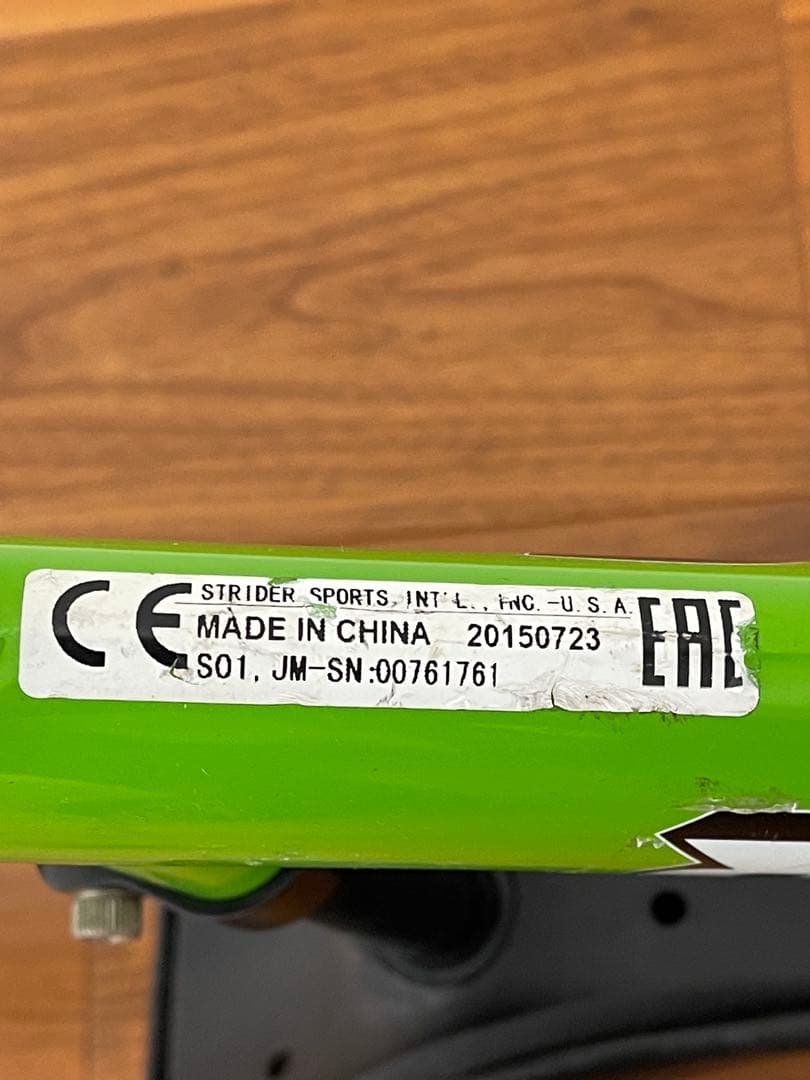 CE
STRIDER SPORTS, INT'L., INC.-U.S.A.
MADE IN CHINA 20150723
S01, JM-SN:00761761
EAC